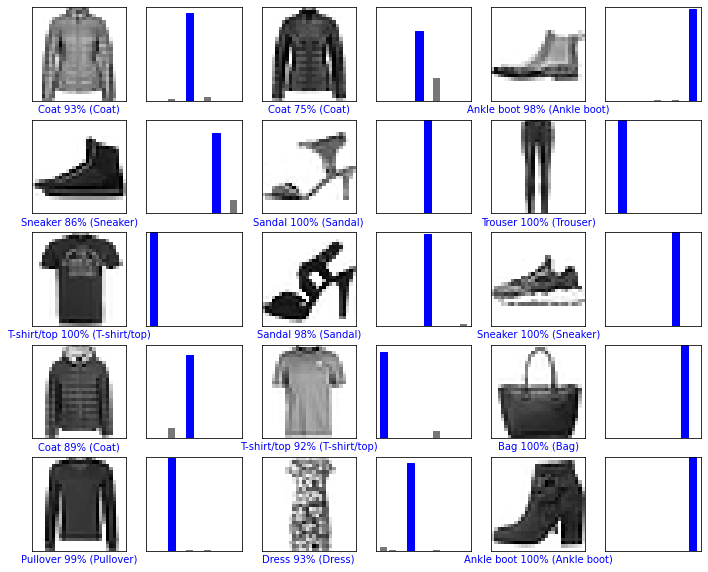 Coat 93% (Coat)
Coat 75% (Coat)
Ankle boot 98% (Ankle boot)
Sneaker 86% (Sneaker)
Sandal 100% (Sandal)
Trouser 100% (Trouser)
T-shirt/top 100% (T-shirt/top)
Sandal 98% (Sandal)
Sneaker 100% (Sneaker)
Coat 89% (Coat)
T-shirt/top 92% (T-shirt/top)
Bag 100% (Bag)
Pullover 99% (Pullover)
Dress 93% (Dress)
Ankle boot 100% (Ankle boot)